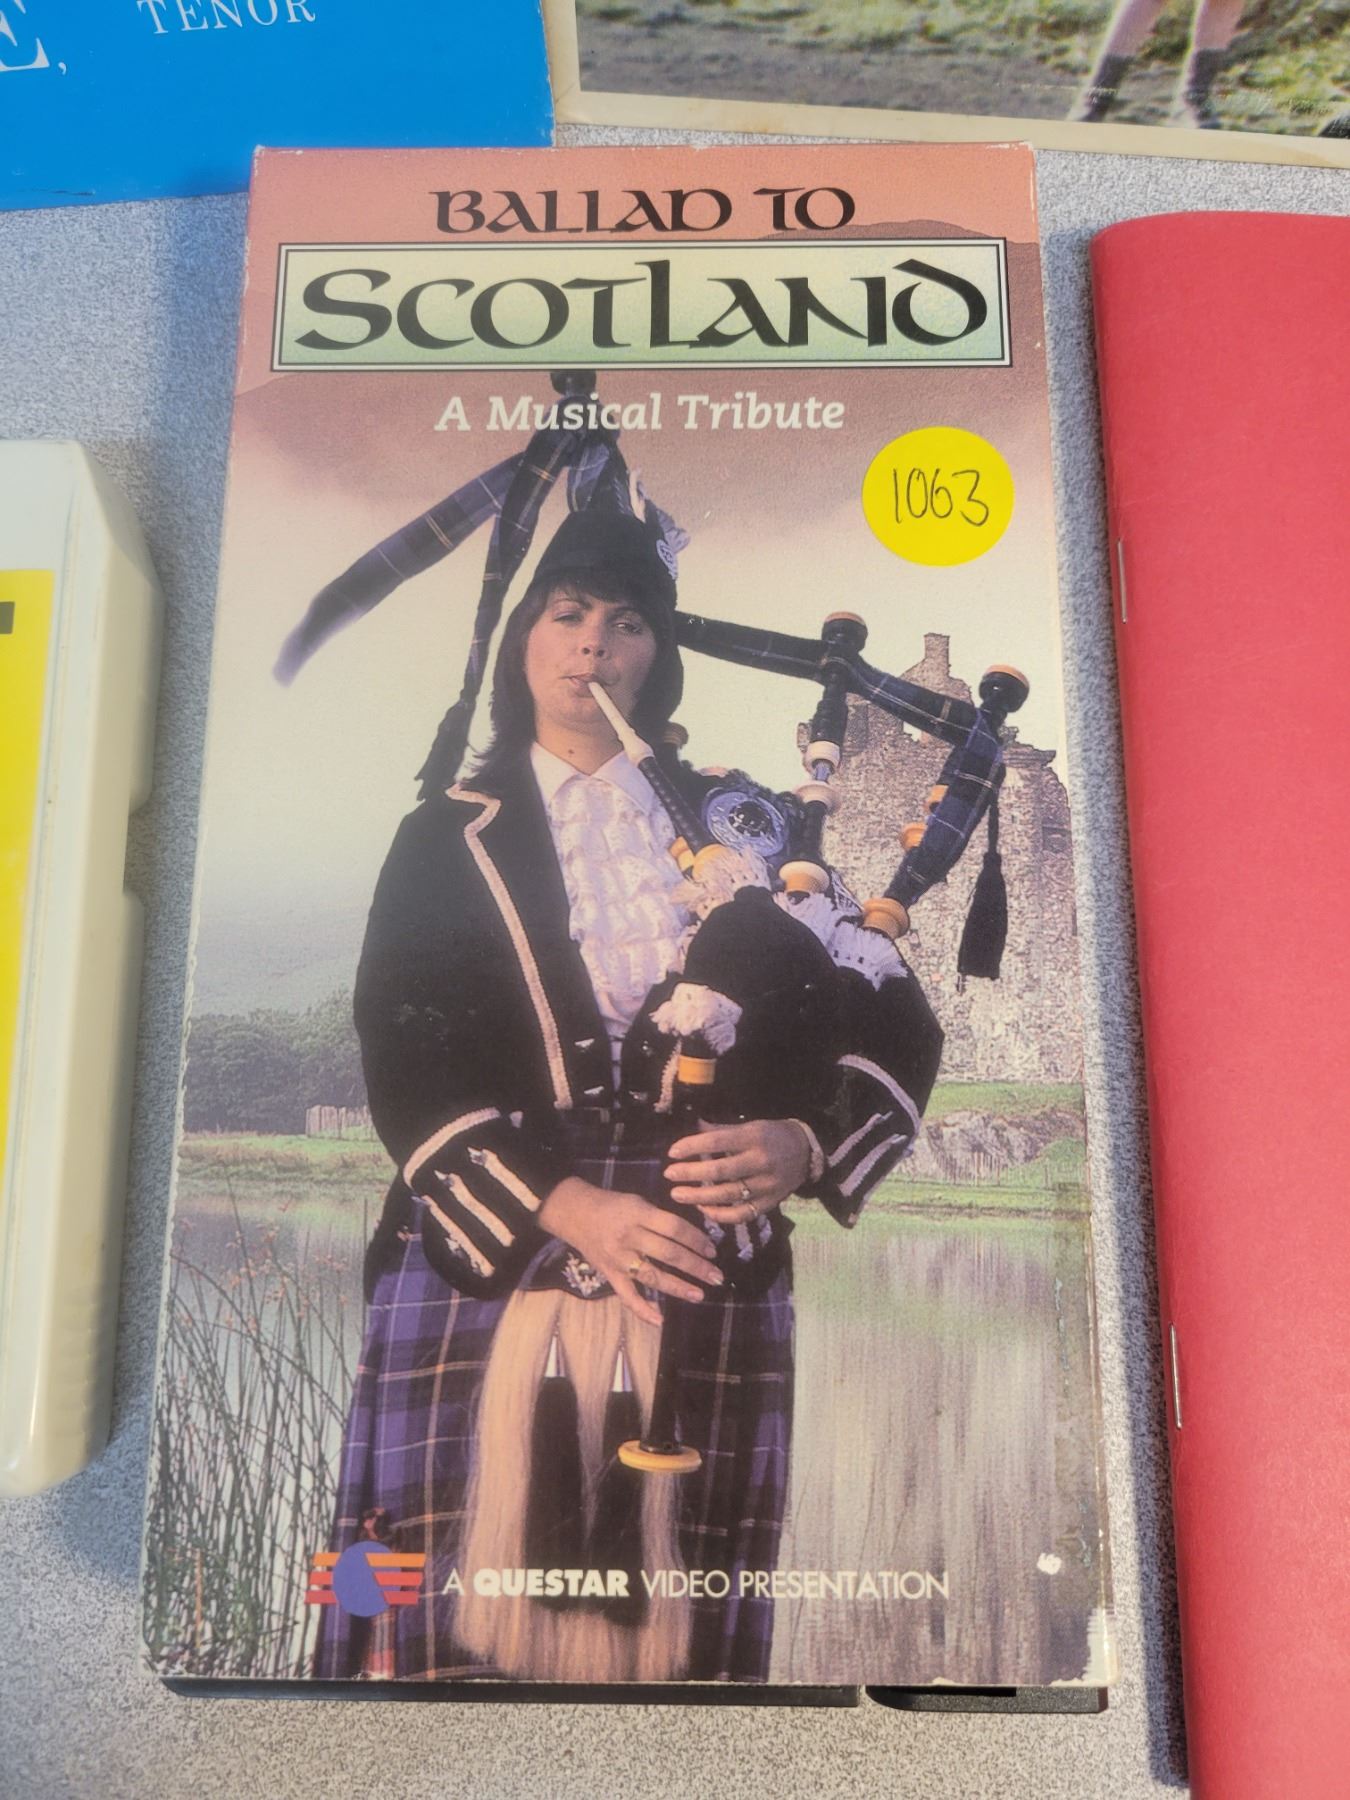 TENOR
E,
BALLAD TO
SCOTLAND
A Musical Tribute
1063
A QUESTAR VIDEO PRESENTATION